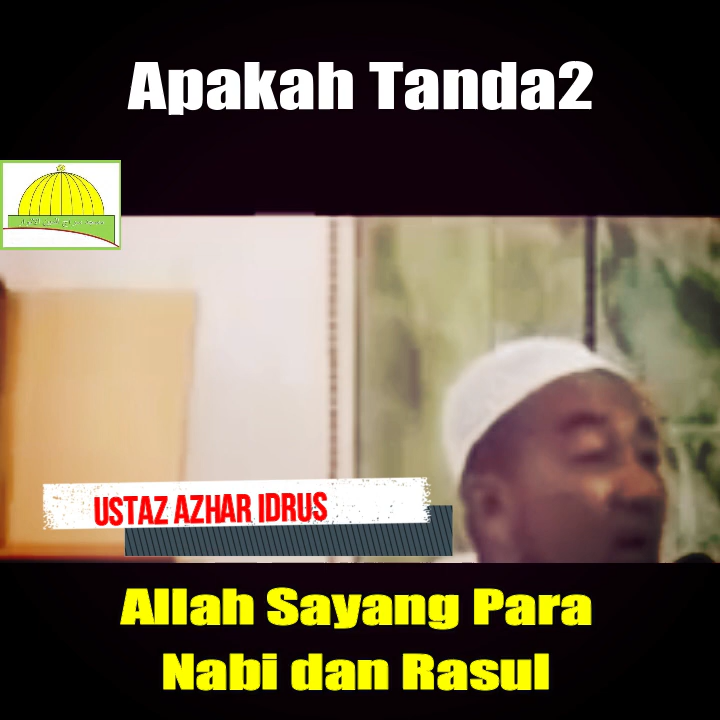 Apakah Tanda2
USTAZ AZHAR IDRUS
Allah Sayang Para
Nabi dan Rasul